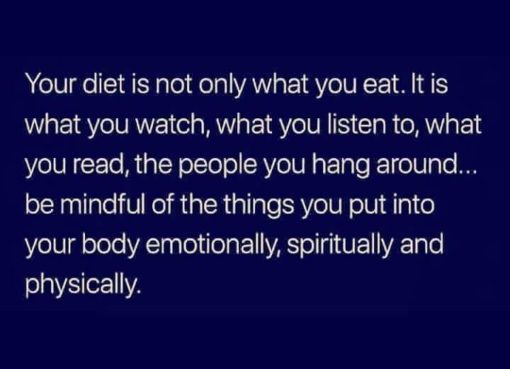 Your diet is not only what you eat. It is
what you watch, what you listen to, what
you read, the people you hang around...
be mindful of the things you put into
your body emotionally, spiritually and
physically.